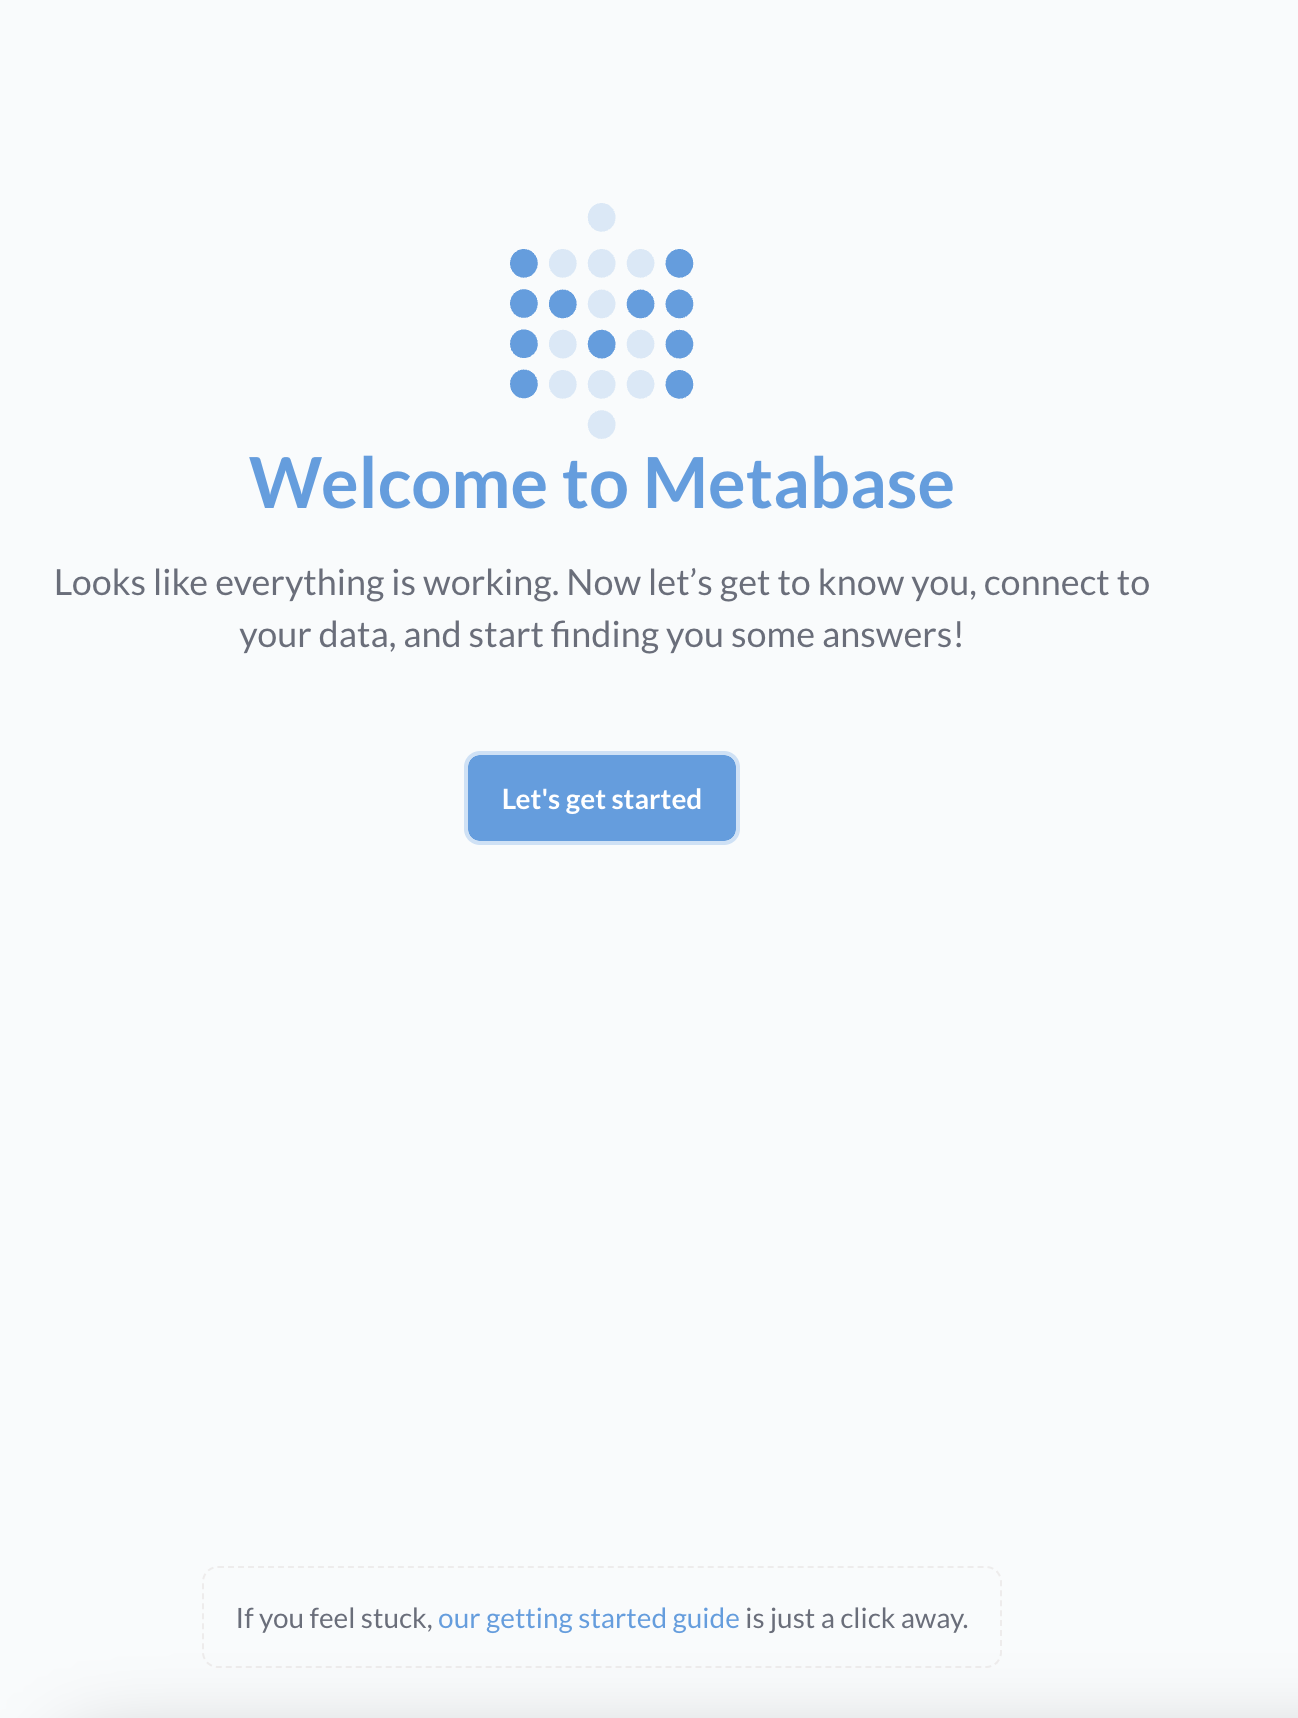 Welcome to Metabase
Looks like everything is working. Now let’s get to know you, connect to
your data, and start finding you some answers!
Let's get started
If you feel stuck, our getting started guide is just a click away.